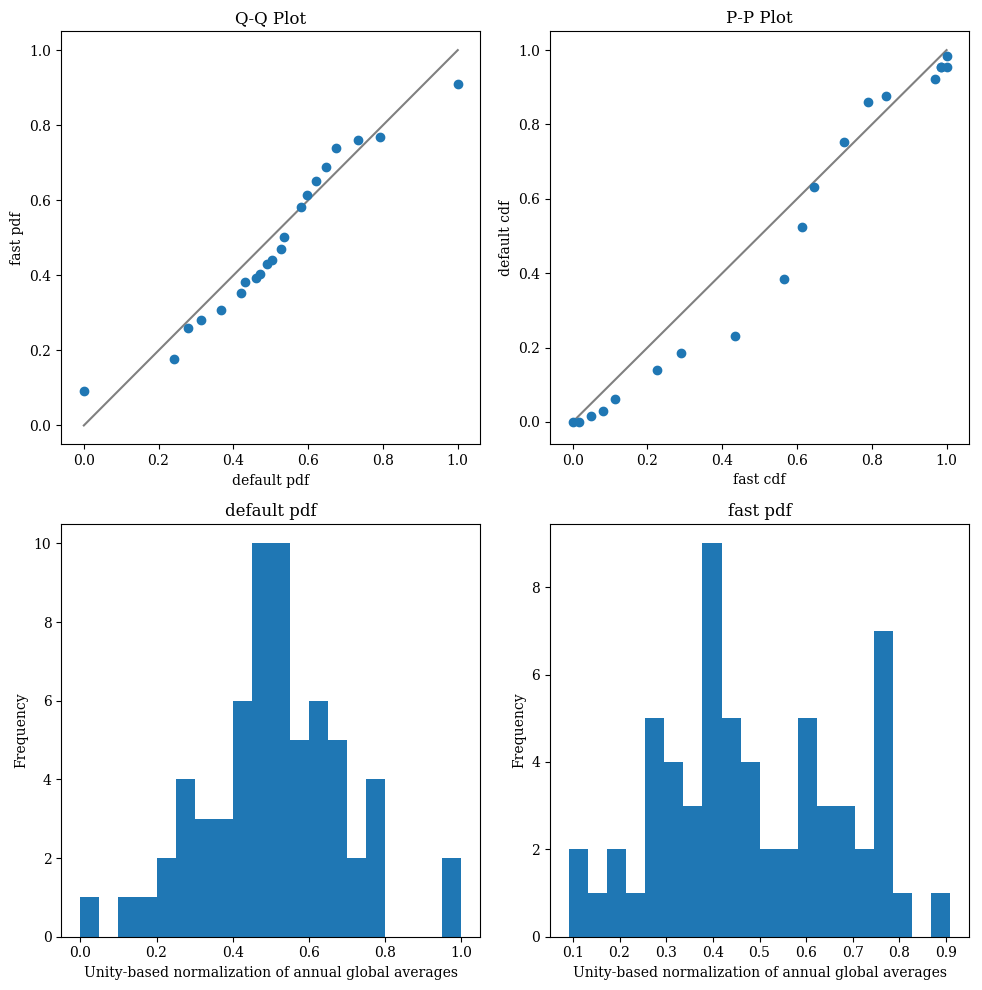 Q-Q Plot
1.0
0.8
0.6
0.4
0.2
0.0
fast pdf
0.0 0.2 0.4 0.6 0.8 1.0
default pdf
P-P Plot
1.0
0.8
0.6
0.4
0.2
0.0
default cdf
0.0 0.2 0.4 0.6 0.8 1.0
fast cdf
default pdf
10
8
6
4
2
0
Frequency
0.0 0.2 0.4 0.6 0.8 1.0
Unity-based normalization of annual global averages
fast pdf
8
6
4
2
0
Frequency
0.1 0.2 0.3 0.4 0.5 0.6 0.7 0.8 0.9
Unity-based normalization of annual global averages